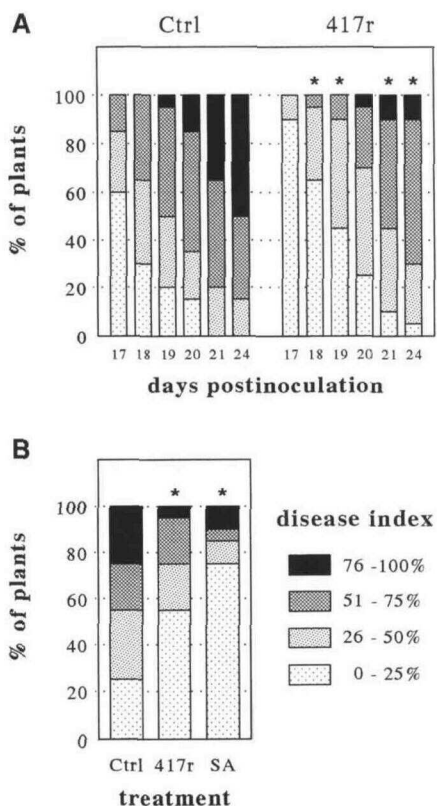 A
Ctrl 417r
* * * *
100
80
60
40
20
0
% of plants
17 18 19 20 21 24 17 18 19 20 21 24
days postinoculation
B
* *
100
80
60
40
20
0
% of plants
Ctrl 417r SA
treatment
disease index
76 -100%
51 - 75%
26 - 50%
0 - 25%